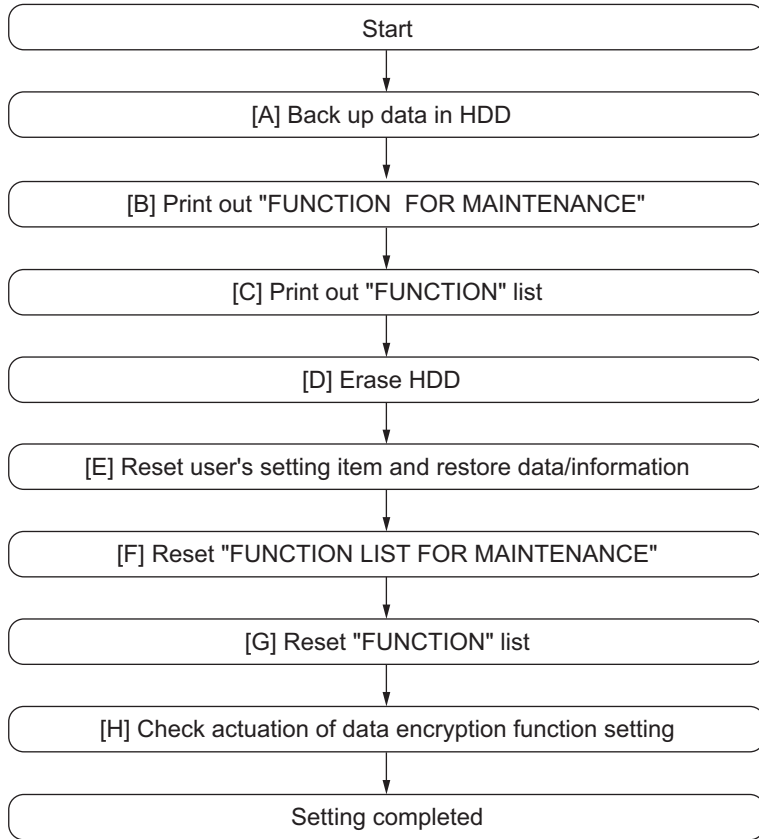 Start
[A] Back up data in HDD
[B] Print out "FUNCTION  FOR MAINTENANCE"
[C] Print out "FUNCTION" list
[D] Erase HDD
[E] Reset user's setting item and restore data/information
[F] Reset "FUNCTION LIST FOR MAINTENANCE"
[G] Reset "FUNCTION" list
[H] Check actuation of data encryption function setting
Setting completed